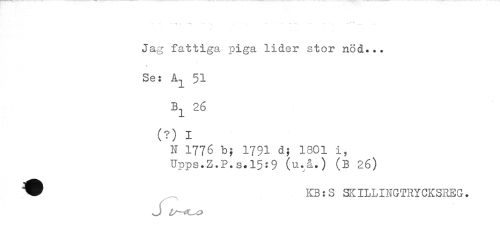 Jag fattiga piga lider stor nöd...
Se: A1 51
B1 26
(?) I
N 1776 b; 1791 d; 1801 i,
Upps.Z.P.s.15:9 (u.å.) (B 26)
KB:S SKILLINGTRYCKSREG.
Svas